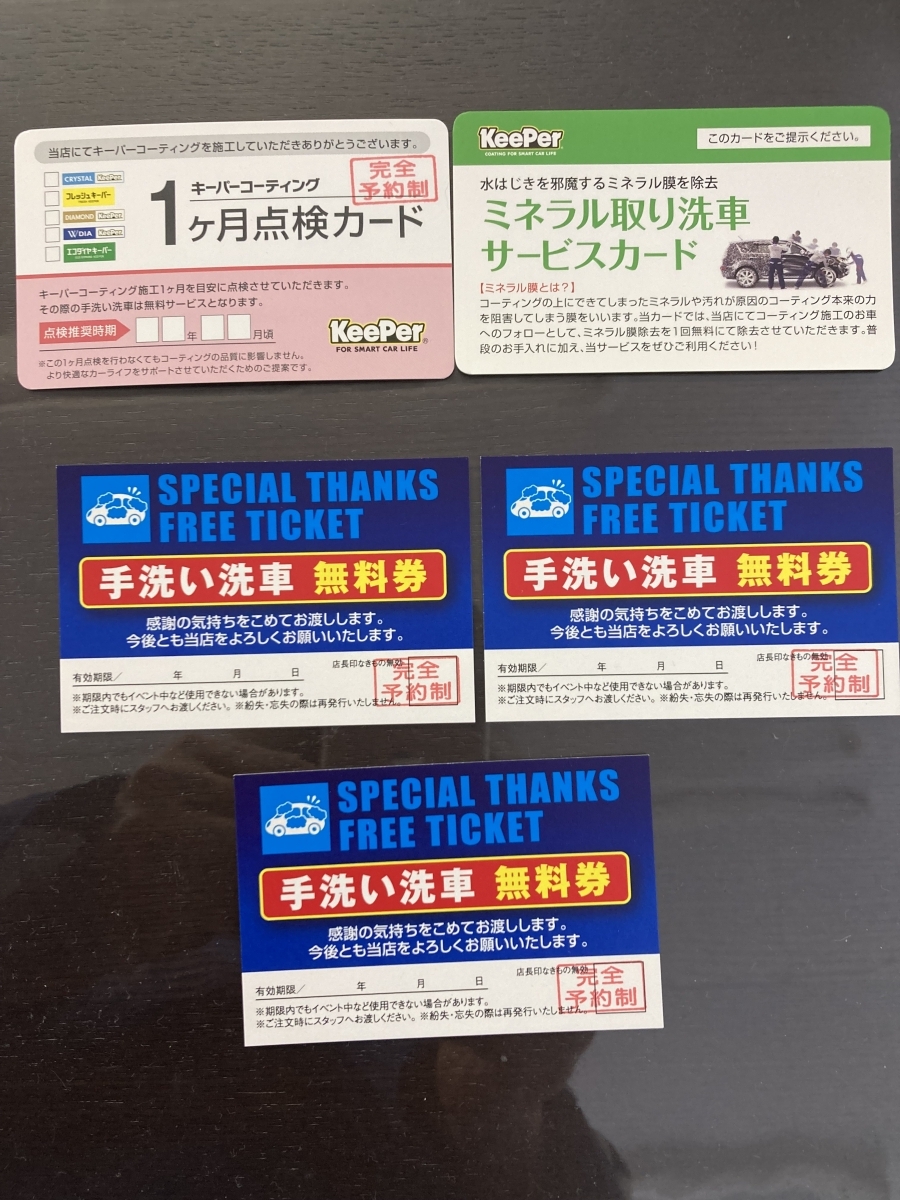 当店にてキーパーコーティングを施工していただきありがとうございます。
CRYSTAL KeePer
フレッシュキーパー
DIAMOND KeePer
W DIA KeePer
エコダイヤキーパー
キーパーコーティング
1ヶ月点検カード
完全
予約制
キーパーコーティング施工1ヶ月を目安に点検させていただきます。
その際の手洗い洗車は無料サービスとなります。
点検推奨時期 年 月頃
KeePer
FOR SMART CAR LIFE
※この1ヶ月点検を行わなくてもコーティングの品質に影響しません。
より快適なカーライフをサポートさせていただくためのご提案です。
KeePer
COATING FOR SMART CAR LIFE
このカードをご提示ください。
水はじきを邪魔するミネラル膜を除去
ミネラル取り洗車
サービスカード
【ミネラル膜とは?】
コーティングの上にできてしまったミネラルや汚れが原因のコーティング本来の力
を阻害してしまう膜をいいます。当カードでは、当店にてコーティング施工のお車
へのフォローとして、ミネラル膜除去を1回無料にて除去させていただきます。普
段のお手入れに加え、当サービスをぜひご利用ください!
SPECIAL THANKS
FREE TICKET
手洗い洗車 無料券
感謝の気持ちをこめてお渡しします。
今後とも当店をよろしくお願いいたします。
店長印なきもの無効
有効期限/ 年 月 日
完全
予約制
※期限内でもイベント中など使用できない場合があります。
※ご注文時にスタッフへお渡しください。※紛失・忘失の際は再発行いたしません。
SPECIAL THANKS
FREE TICKET
手洗い洗車 無料券
感謝の気持ちをこめてお渡しします。
今後とも当店をよろしくお願いいたします。
店長印なきもの無効
有効期限/ 年 月 日
完全
予約制
※期限内でもイベント中など使用できない場合があります。
※ご注文時にスタッフへお渡しください。※紛失・忘失の際は再発行いたしません。
SPECIAL THANKS
FREE TICKET
手洗い洗車 無料券
感謝の気持ちをこめてお渡しします。
今後とも当店をよろしくお願いいたします。
店長印なきもの無効
有効期限/ 年 月 日
完全
予約制
※期限内でもイベント中など使用できない場合があります。
※ご注文時にスタッフへお渡しください。※紛失・忘失の際は再発行いたしません。